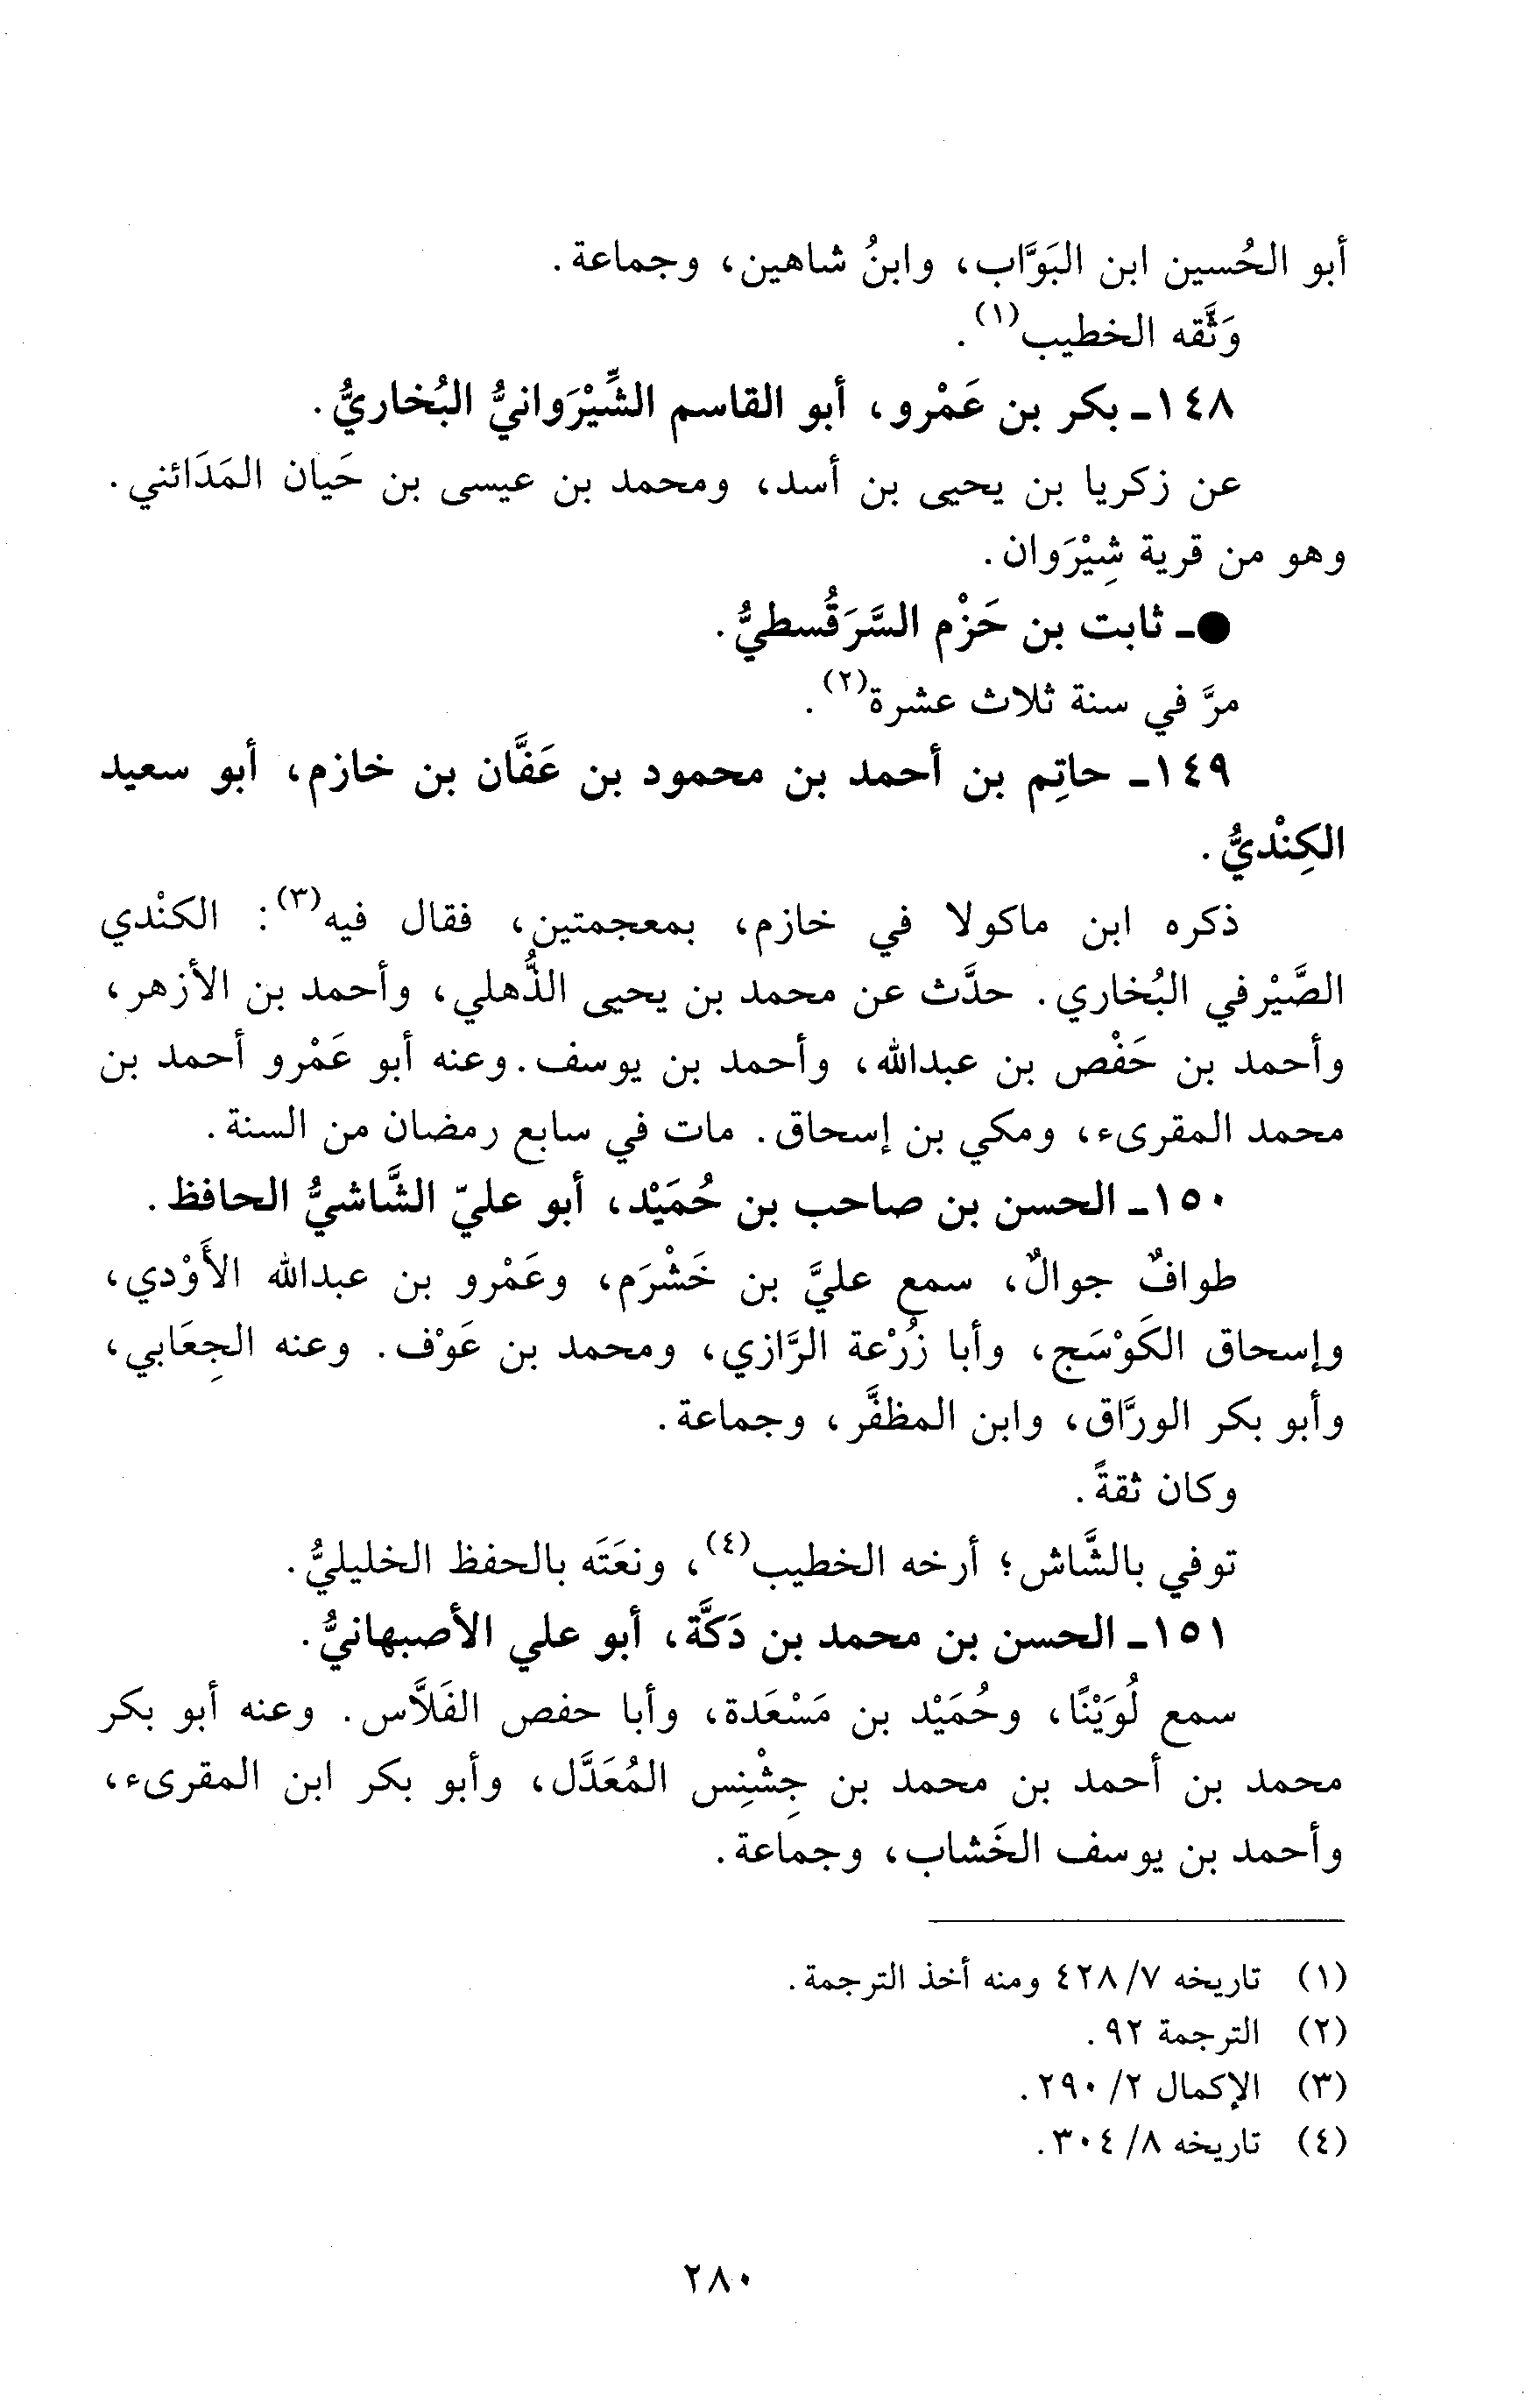 أبو الحُسين ابن البَوَّاب، وابنُ شاهين، وجماعة.
وَثَّقه الخطيب(١).
١٤٨ـ بكر بن عَمْرو، أبو القاسم الشِّيْرَوانيُّ البُخاريُّ.
عن زكريا بن يحيى بن أسد، ومحمد بن عيسى بن حَيان المَدَائني.
وهو من قرية شِيْرَوان.
●ـ ثابت بن حَزْم السَّرَقُسطيُّ.
مرَّ في سنة ثلاث عشرة(٢).
١٤٩ـ حاتِم بن أحمد بن محمود بن عَفَّان بن خازم، أبو سعيد
الكِنْديُّ.
ذكره ابن ماكولا في خازم، بمعجمتين، فقال فيه(٣): الكنْدي
الصَّيْرفي البُخاري. حدَّث عن محمد بن يحيى الذُّهلي، وأحمد بن الأزهر،
وأحمد بن حَفْص بن عبدالله، وأحمد بن يوسف. وعنه أبو عَمْرو أحمد بن
محمد المقرىء، ومكي بن إسحاق. مات في سابع رمضان من السنة.
١٥٠ـ الحسن بن صاحب بن حُمَيْد، أبو عليّ الشَّاشيُّ الحافظ.
طوافٌ جوالٌ، سمع عليَّ بن خَشْرَم، وعَمْرو بن عبدالله الأَوْدي،
وإسحاق الكَوْسَج، وأبا زُرْعة الرَّازي، ومحمد بن عَوْف. وعنه الجِعَابي،
وأبو بكر الورَّاق، وابن المظفَّر، وجماعة.
وكان ثقةً.
توفي بالشَّاش؛ أرخه الخطيب(٤)، ونعَتَه بالحفظ الخليليُّ.
١٥١ـ الحسن بن محمد بن دَكَّة، أبو علي الأصبهانيُّ.
سمع لُوَيْنًا، وحُمَيْد بن مَسْعَدة، وأبا حفص الفَلاَّس. وعنه أبو بكر
محمد بن أحمد بن محمد بن جِشْنِس المُعَدَّل، وأبو بكر ابن المقرىء،
وأحمد بن يوسف الخَشاب، وجماعة.
(١) تاريخه ٧/ ٤٢٨ ومنه أخذ الترجمة.
(٢) الترجمة ٩٢.
(٣) الإكمال ٢/ ٢٩٠.
(٤) تاريخه ٨/ ٣٠٤.
٢٨٠